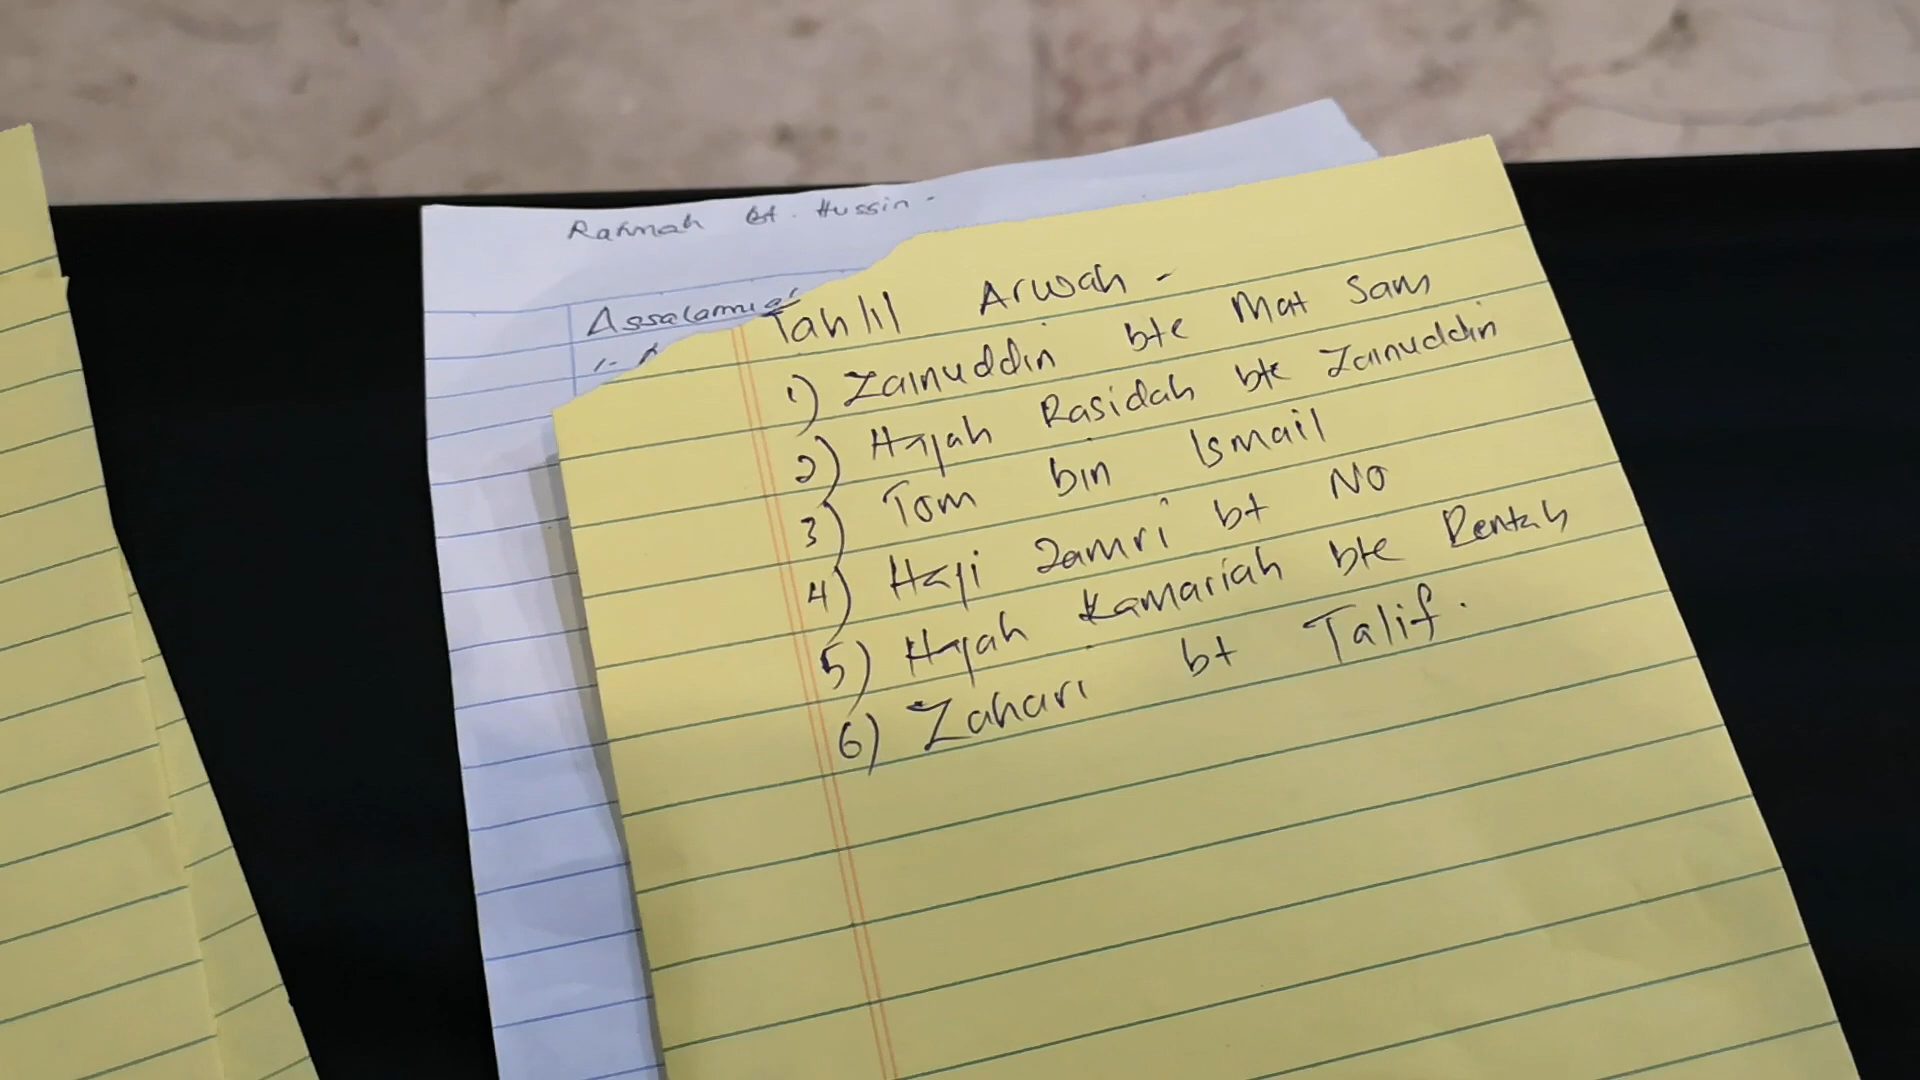 Rahmah bt. Hussin -
Assalamu
Tahlil Arwah -
1) Zainuddin bte Mat Sam
2) Hajah Rasidah bte Zainuddin
3) Tom bin Ismail
4) Haji Zamri bt No
5) Hajah Kamariah bte Rentah
6) Zahari bt Talif.